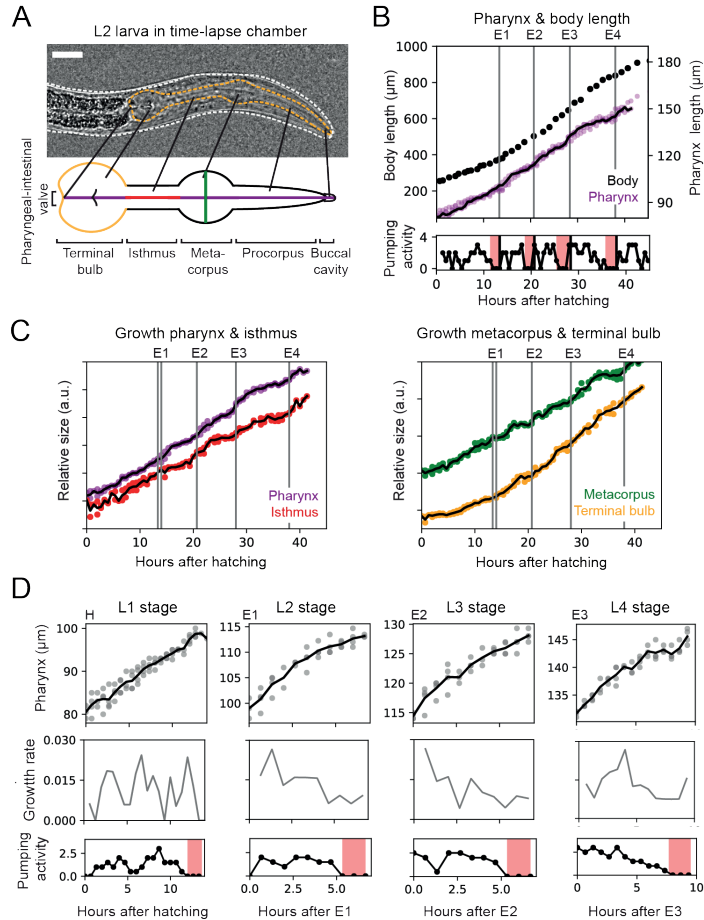 A
L2 larva in time-lapse chamber
Pharyngeal-intestinal
valve
Terminal
bulb
Isthmus
Meta-
corpus
Procorpus
Buccal
cavity
B
Pharynx & body length
E1 E2 E3 E4
1000
800
600
400
200
Body length (µm)
180
150
120
90
Pharynx length (µm)
Body
Pharynx
4
0
Pumping
activity
0 10 20 30 40
Hours after hatching
C
Growth pharynx & isthmus
E1 E2 E3 E4
Relative size (a.u.)
Pharynx
Isthmus
0 10 20 30 40
Hours after hatching
Growth metacorpus & terminal bulb
E1 E2 E3 E4
Relative size (a.u.)
Metacorpus
Terminal bulb
0 10 20 30 40
Hours after hatching
D
H L1 stage
E1 L2 stage
E2 L3 stage
E3 L4 stage
Pharynx (µm)
100
90
80
115
110
105
100
130
125
120
115
145
140
135
Growtth rate
0.030
0.015
0.000
0 10
Pumping
activity
2.5
0.0
0 5 10
Hours after hatching
0.0 2.5 5.0
Hours after E1
0.0 2.5 5.0
Hours after E2
0 5 10
Hours after E3